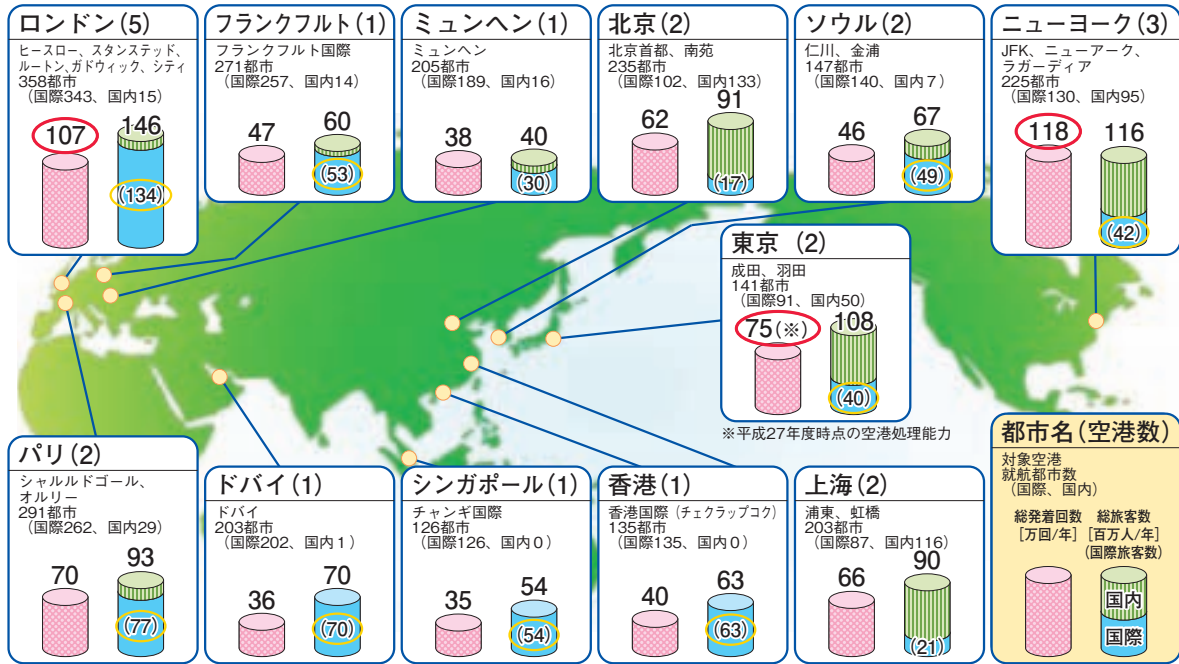 ロンドン(5)
ヒースロー、スタンステッド、
ルートン、ガドウィック、シティ
358都市
(国際343、国内15)
107
146
(134)
フランクフルト(1)
フランクフルト国際
271都市
(国際257、国内14)
47
60
(53)
ミュンヘン(1)
ミュンヘン
205都市
(国際189、国内16)
38
40
(30)
北京(2)
北京首都、南苑
235都市
(国際102、国内133)
62
91
(17)
ソウル(2)
仁川、金浦
147都市
(国際140、国内7)
46
67
(49)
ニューヨーク(3)
JFK、ニューアーク、
ラガーディア
225都市
(国際130、国内95)
118
116
(42)
東京 (2)
成田、羽田
141都市
(国際91、国内50)
75(※)
108
(40)
※平成27年度時点の空港処理能力
パリ(2)
シャルルドゴール、
オルリー
291都市
(国際262、国内29)
70
93
(77)
ドバイ(1)
ドバイ
203都市
(国際202、国内1)
36
70
(70)
シンガポール(1)
チャンギ国際
126都市
(国際126、国内0)
35
54
(54)
香港(1)
香港国際(チェクラップコク)
135都市
(国際135、国内0)
40
63
(63)
上海(2)
浦東、虹橋
203都市
(国際87、国内116)
66
90
(21)
都市名(空港数)
対象空港
就航都市数
(国際、国内)
総発着回数
[万回/年]
総旅客数
[百万人/年]
(国際旅客数)
国内
国際